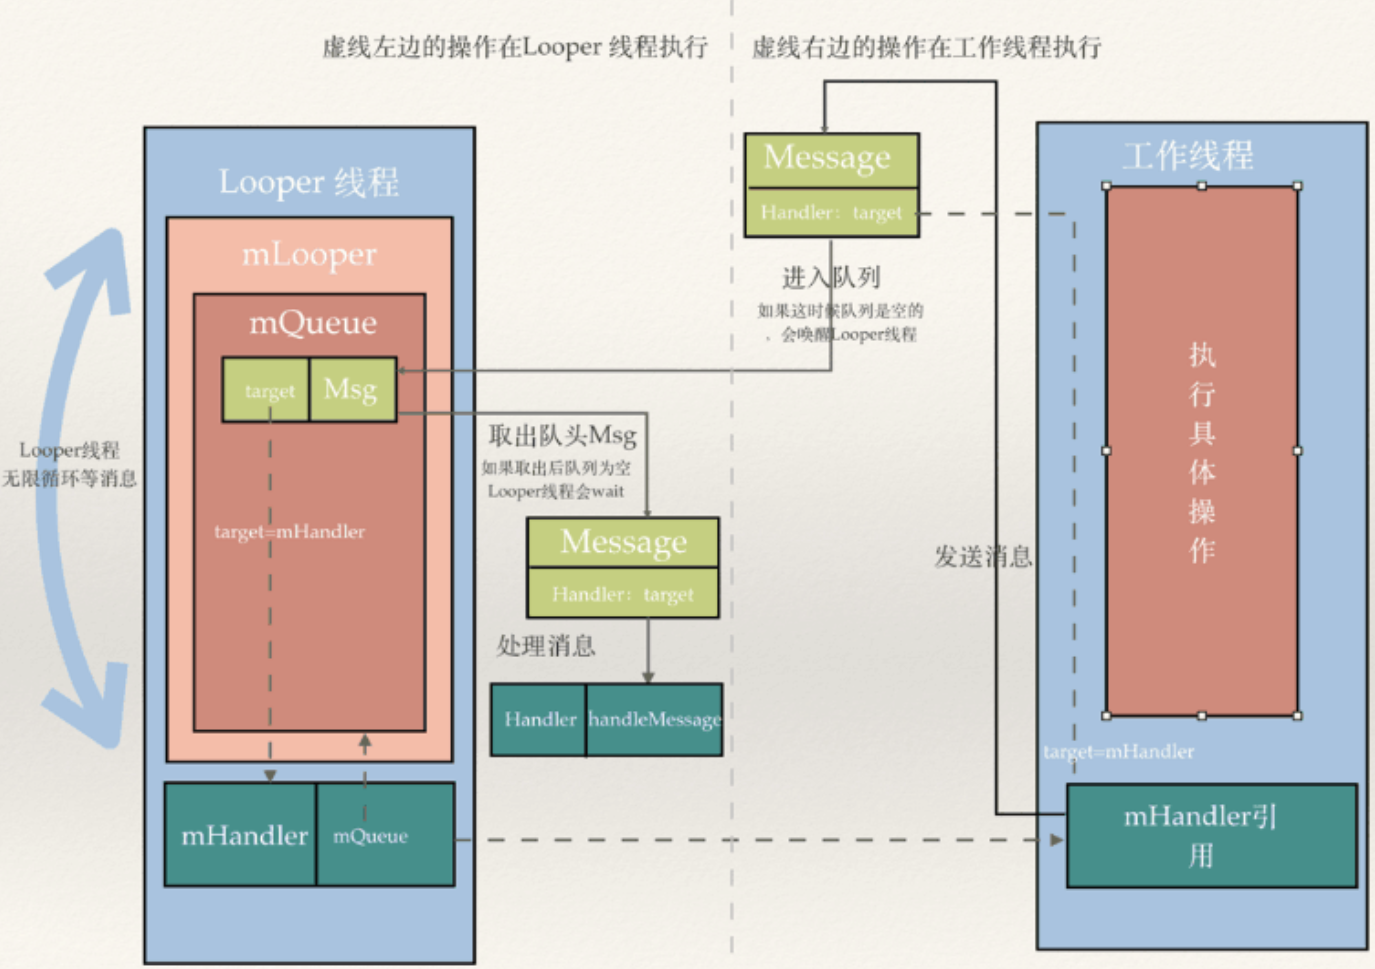 虚线左边的操作在Looper 线程执行
虚线右边的操作在工作线程执行
Looper 线程
mLooper
mQueue
target
Msg
target=mHandler
mHandler
mQueue
Looper线程
无限循环等消息
Message
Handler：target
进入队列
如果这时候队列是空的
，会唤醒Looper线程
取出队头Msg
如果取出后队列为空
Looper线程会wait
Message
Handler：target
处理消息
Handler
handleMessage
发送消息
工作线程
执
行
具
体
操
作
target=mHandler
mHandler引
用